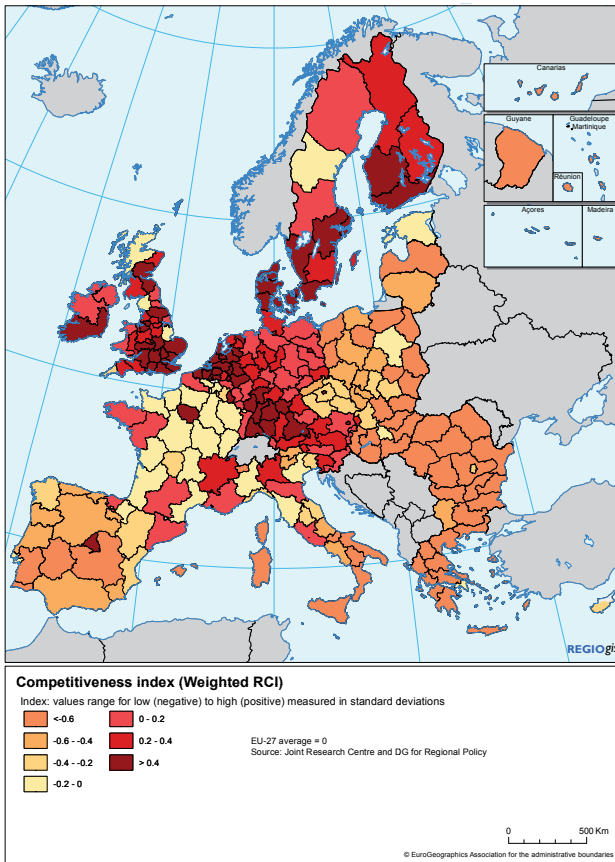 Canarias
Guyane
Guadeloupe
Martinique
Réunion
Açores
Madeira
REGIOgis
Competitiveness index (Weighted RCI)
Index: values range for low (negative) to high (positive) measured in standard deviations
<-0.6
-0.6 - -0.4
-0.4 - -0.2
-0.2 - 0
0 - 0.2
0.2 - 0.4
> 0.4
EU-27 average = 0
Source: Joint Research Centre and DG for Regional Policy
0 500 Km
© EuroGeographics Association for the administrative boundaries